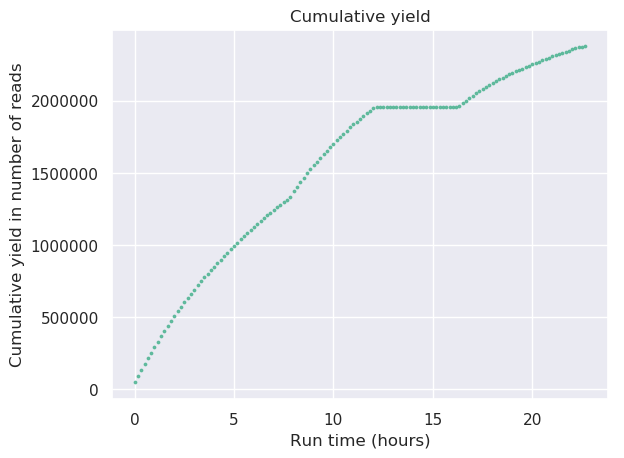 Cumulative yield
Cumulative yield in number of reads
2000000
1500000
1000000
500000
0
0 5 10 15 20
Run time (hours)